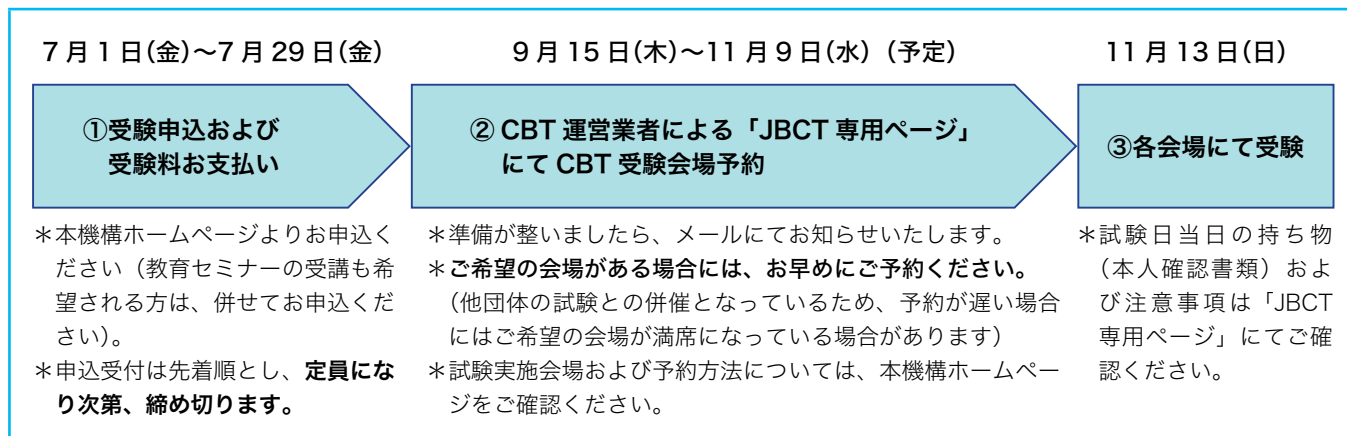 7月1日(金)～7月29日(金)
①受験申込および
受験料お支払い
＊本機構ホームページよりお申込く
ださい（教育セミナーの受講も希
望される方は、併せてお申込くだ
さい）。
＊申込受付は先着順とし、定員にな
り次第、締め切ります。
9月15日(木)～11月9日(水)（予定）
② CBT 運営業者による「JBCT 専用ページ」
にて CBT 受験会場予約
＊準備が整いましたら、メールにてお知らせいたします。
＊ご希望の会場がある場合には、お早めにご予約ください。
（他団体の試験との併催となっているため、予約が遅い場合
にはご希望の会場が満席になっている場合があります）
＊試験実施会場および予約方法については、本機構ホームペー
ジをご確認ください。
11月13日(日)
③各会場にて受験
＊試験日当日の持ち物
（本人確認書類）およ
び注意事項は「JBCT
専用ページ」にてご確
認ください。